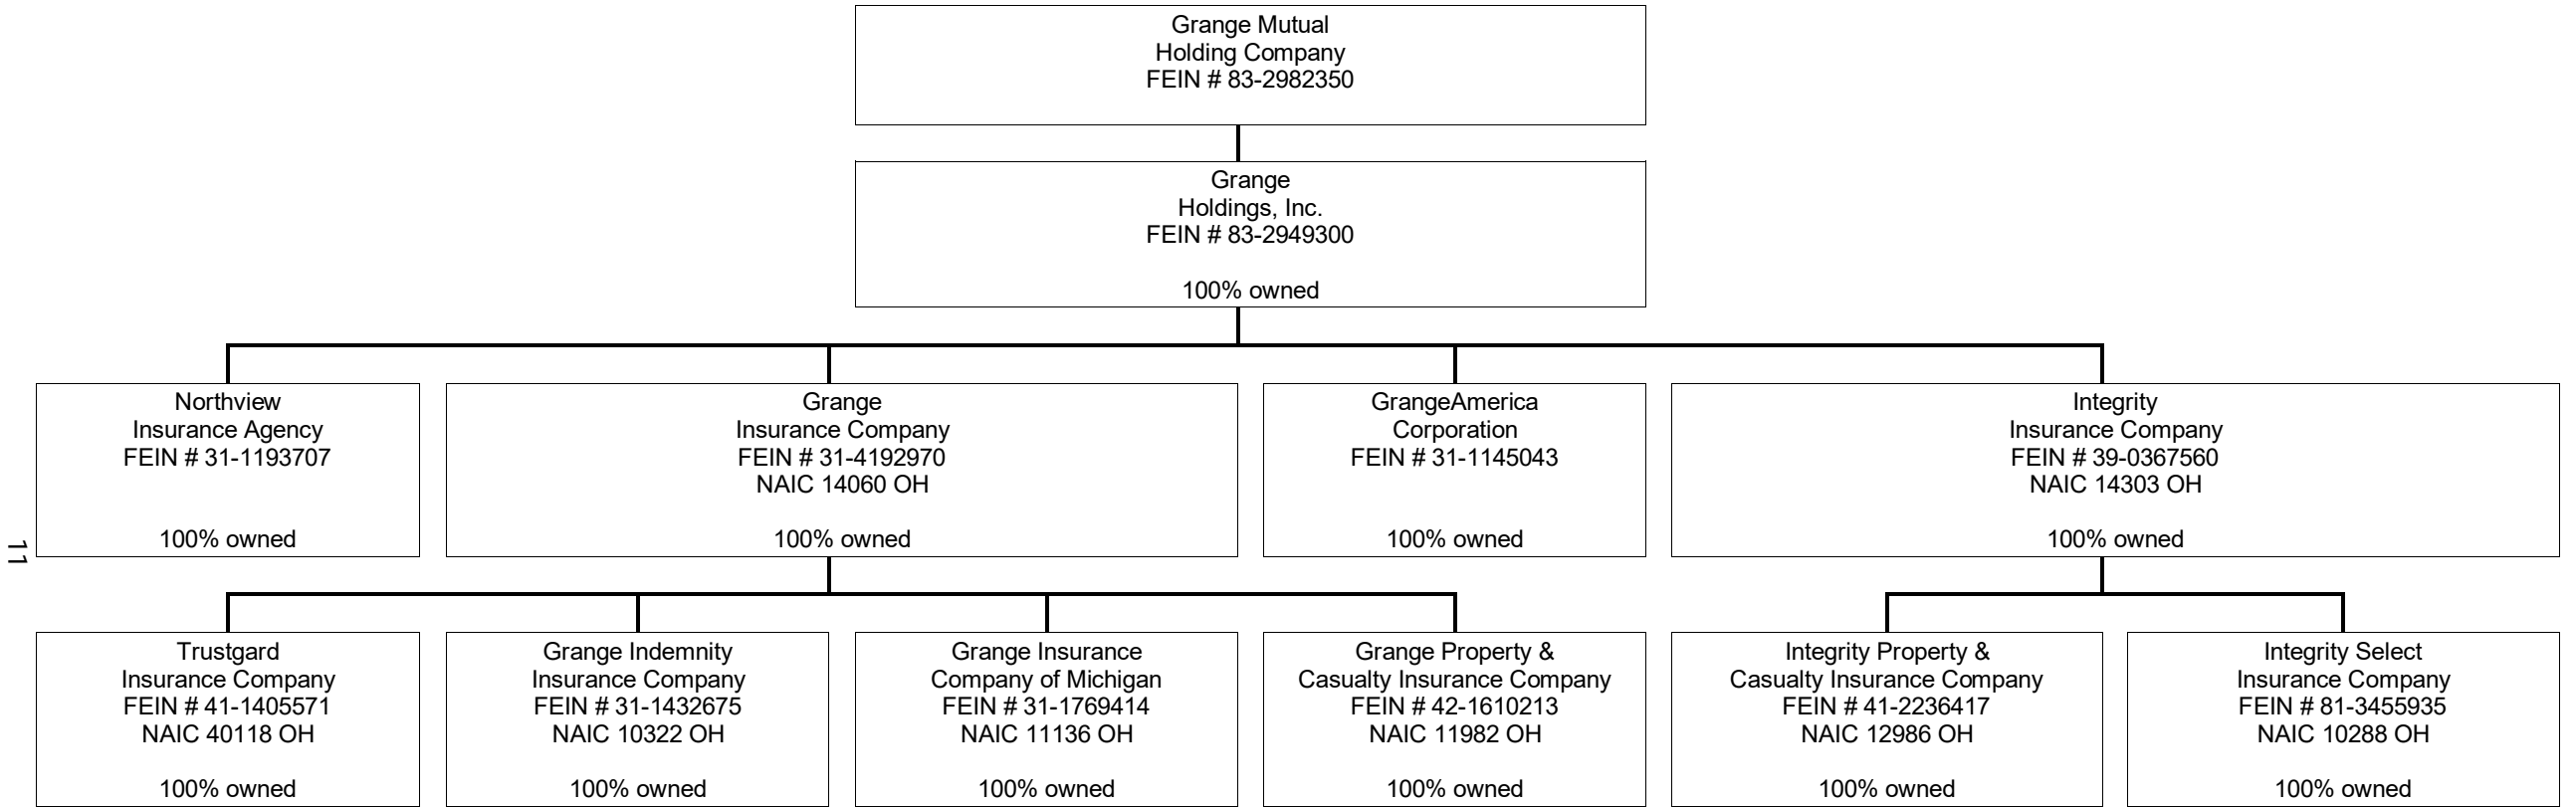 Grange Mutual
Holding Company
FEIN # 83-2982350
Grange
Holdings, Inc.
FEIN # 83-2949300
100% owned
Northview
Insurance Agency
FEIN # 31-1193707
100% owned
Grange
Insurance Company
FEIN # 31-4192970
NAIC 14060 OH
100% owned
GrangeAmerica
Corporation
FEIN # 31-1145043
100% owned
Integrity
Insurance Company
FEIN # 39-0367560
NAIC 14303 OH
100% owned
11
Trustgard
Insurance Company
FEIN # 41-1405571
NAIC 40118 OH
100% owned
Grange Indemnity
Insurance Company
FEIN # 31-1432675
NAIC 10322 OH
100% owned
Grange Insurance
Company of Michigan
FEIN # 31-1769414
NAIC 11136 OH
100% owned
Grange Property &
Casualty Insurance Company
FEIN # 42-1610213
NAIC 11982 OH
100% owned
Integrity Property &
Casualty Insurance Company
FEIN # 41-2236417
NAIC 12986 OH
100% owned
Integrity Select
Insurance Company
FEIN # 81-3455935
NAIC 10288 OH
100% owned